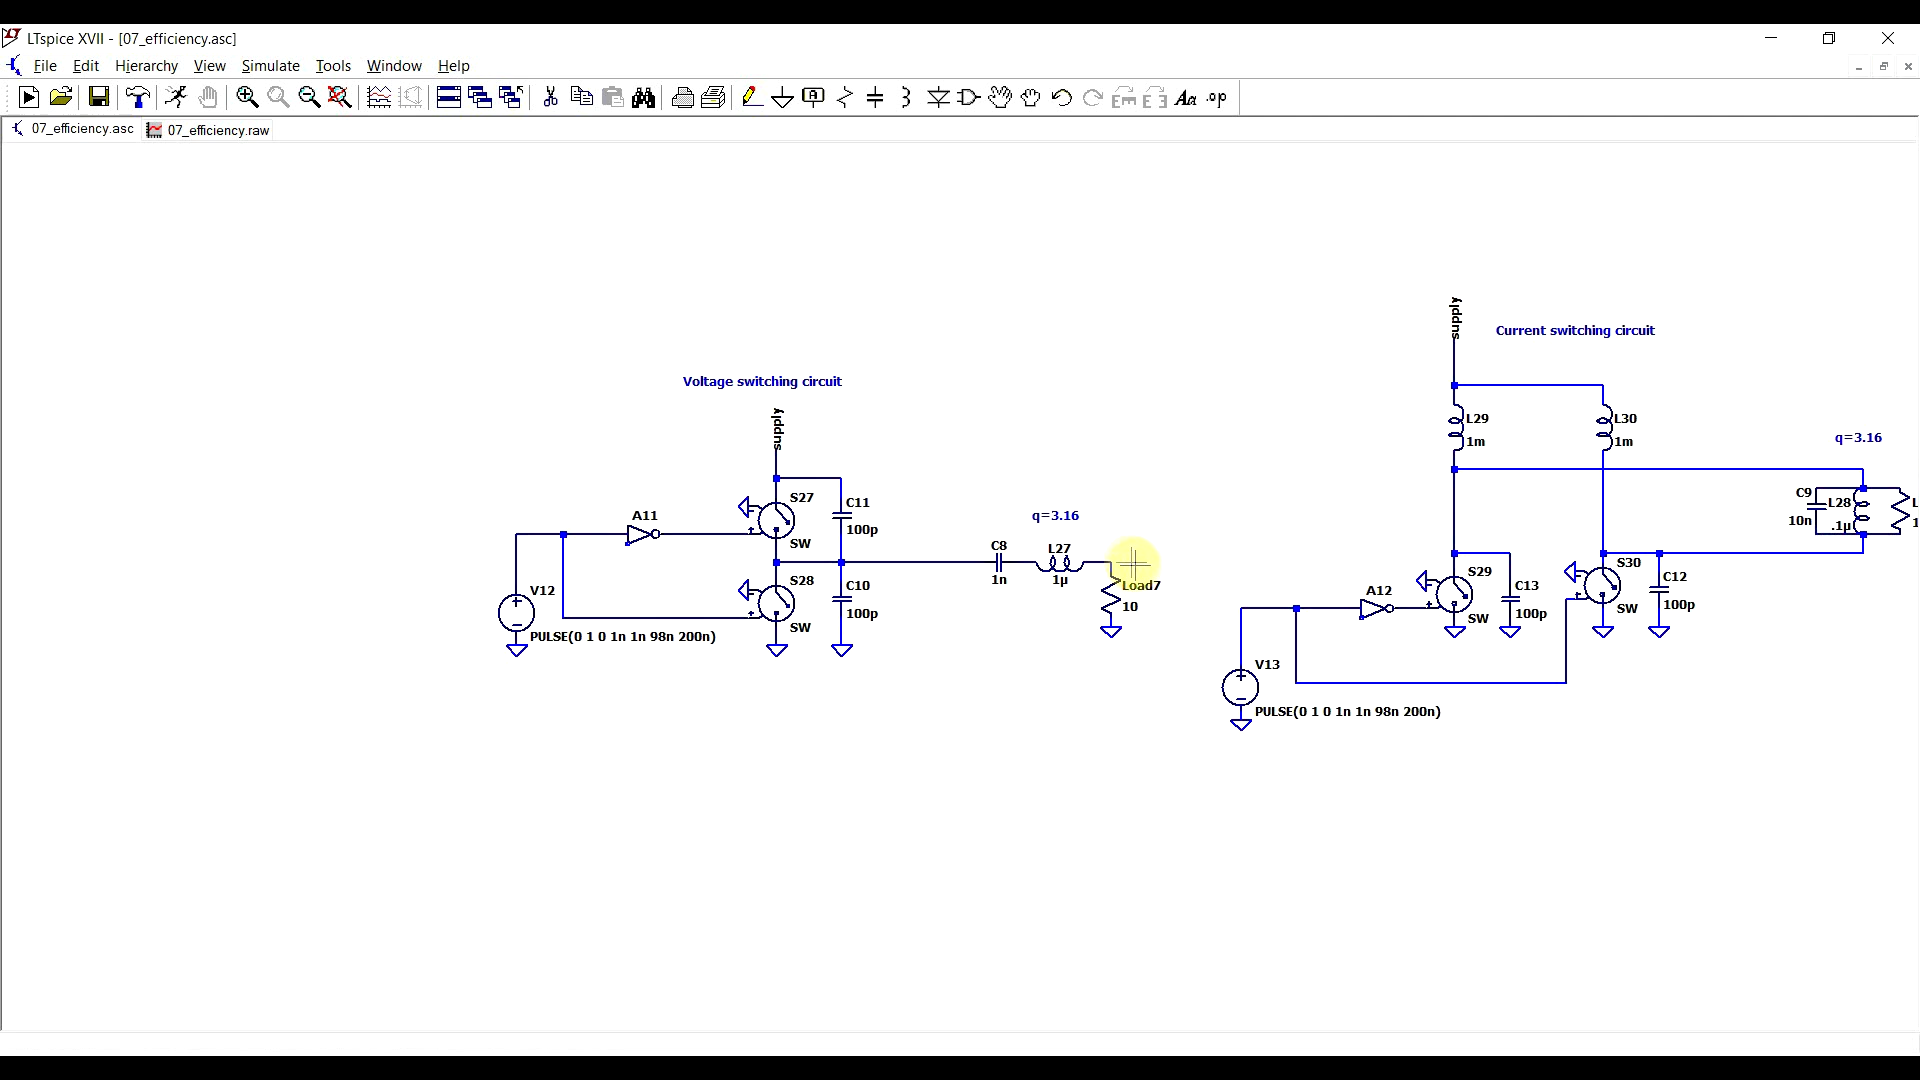 LTspice XVII - [07_efficiency.asc]
File Edit Hierarchy View Simulate Tools Window Help
A Aa .op
07_efficiency.asc 07_efficiency.raw
Voltage switching circuit
supply
A11
S27
SW
C11
100p
V12
PULSE(0 1 0 1n 1n 98n 200n)
S28
SW
C10
100p
q=3.16
C8
1n
L27
1µ
Load7
10
Current switching circuit
supply
L29
1m
L30
1m
q=3.16
C9
10n
L28
.1µ
L
1
A12
S29
SW
C13
100p
S30
SW
C12
100p
V13
PULSE(0 1 0 1n 1n 98n 200n)